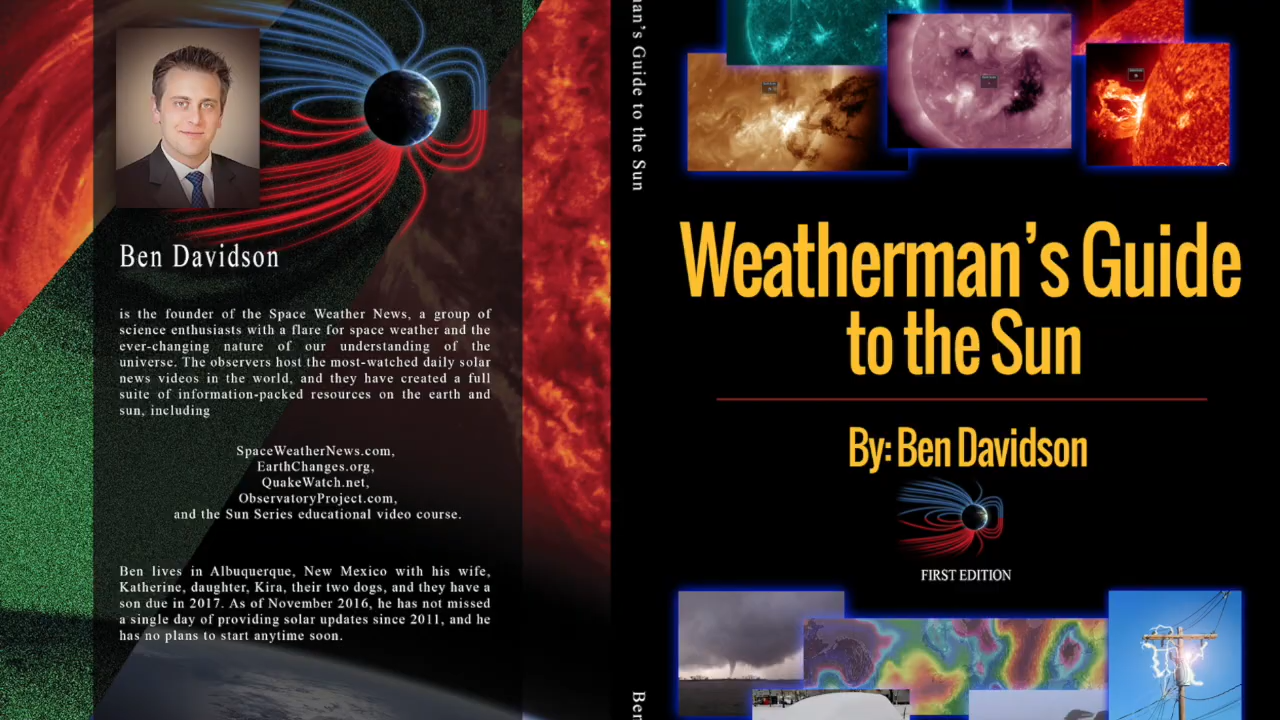 Ben Davidson
is the founder of the Space Weather News, a group of
science enthusiasts with a flare for space weather and the
ever-changing nature of our understanding of the
universe. The observers host the most-watched daily solar
news videos in the world, and they have created a full
suite of information-packed resources on the earth and
sun, including
SpaceWeatherNews.com,
EarthChanges.org,
QuakeWatch.net,
ObservatoryProject.com,
and the Sun Series educational video course.
Ben lives in Albuquerque, New Mexico with his wife,
Katherine, daughter, Kira, their two dogs, and they have a
son due in 2017. As of November 2016, he has not missed
a single day of providing solar updates since 2011, and he
has no plans to start anytime soon.
an's Guide to the Sun
Ben
Weatherman's Guide
to the Sun
By: Ben Davidson
FIRST EDITION